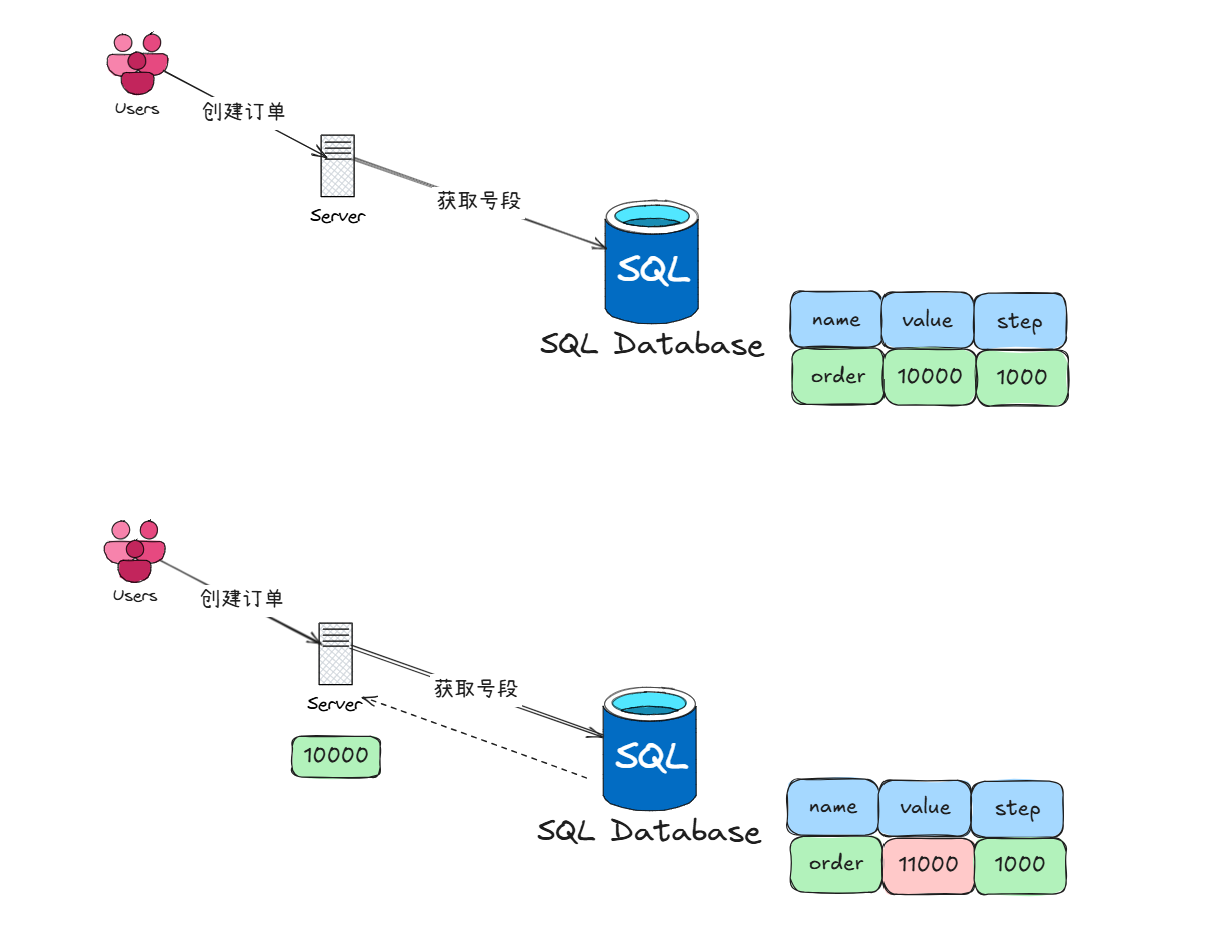 Users
创建订单
Server
获取号段
SQL
SQL Database
name value step
order 10000 1000
Users
创建订单
Server
获取号段
10000
SQL
SQL Database
name value step
order 11000 1000